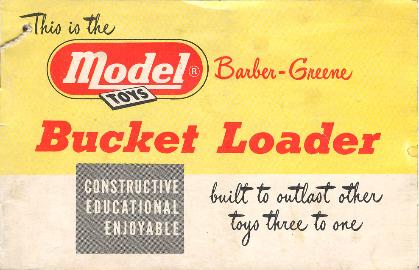 This is the
Model®
TOYS
Barber-Greene
Bucket Loader
CONSTRUCTIVE
EDUCATIONAL
ENJOYABLE
built to outlast other
toys three to one